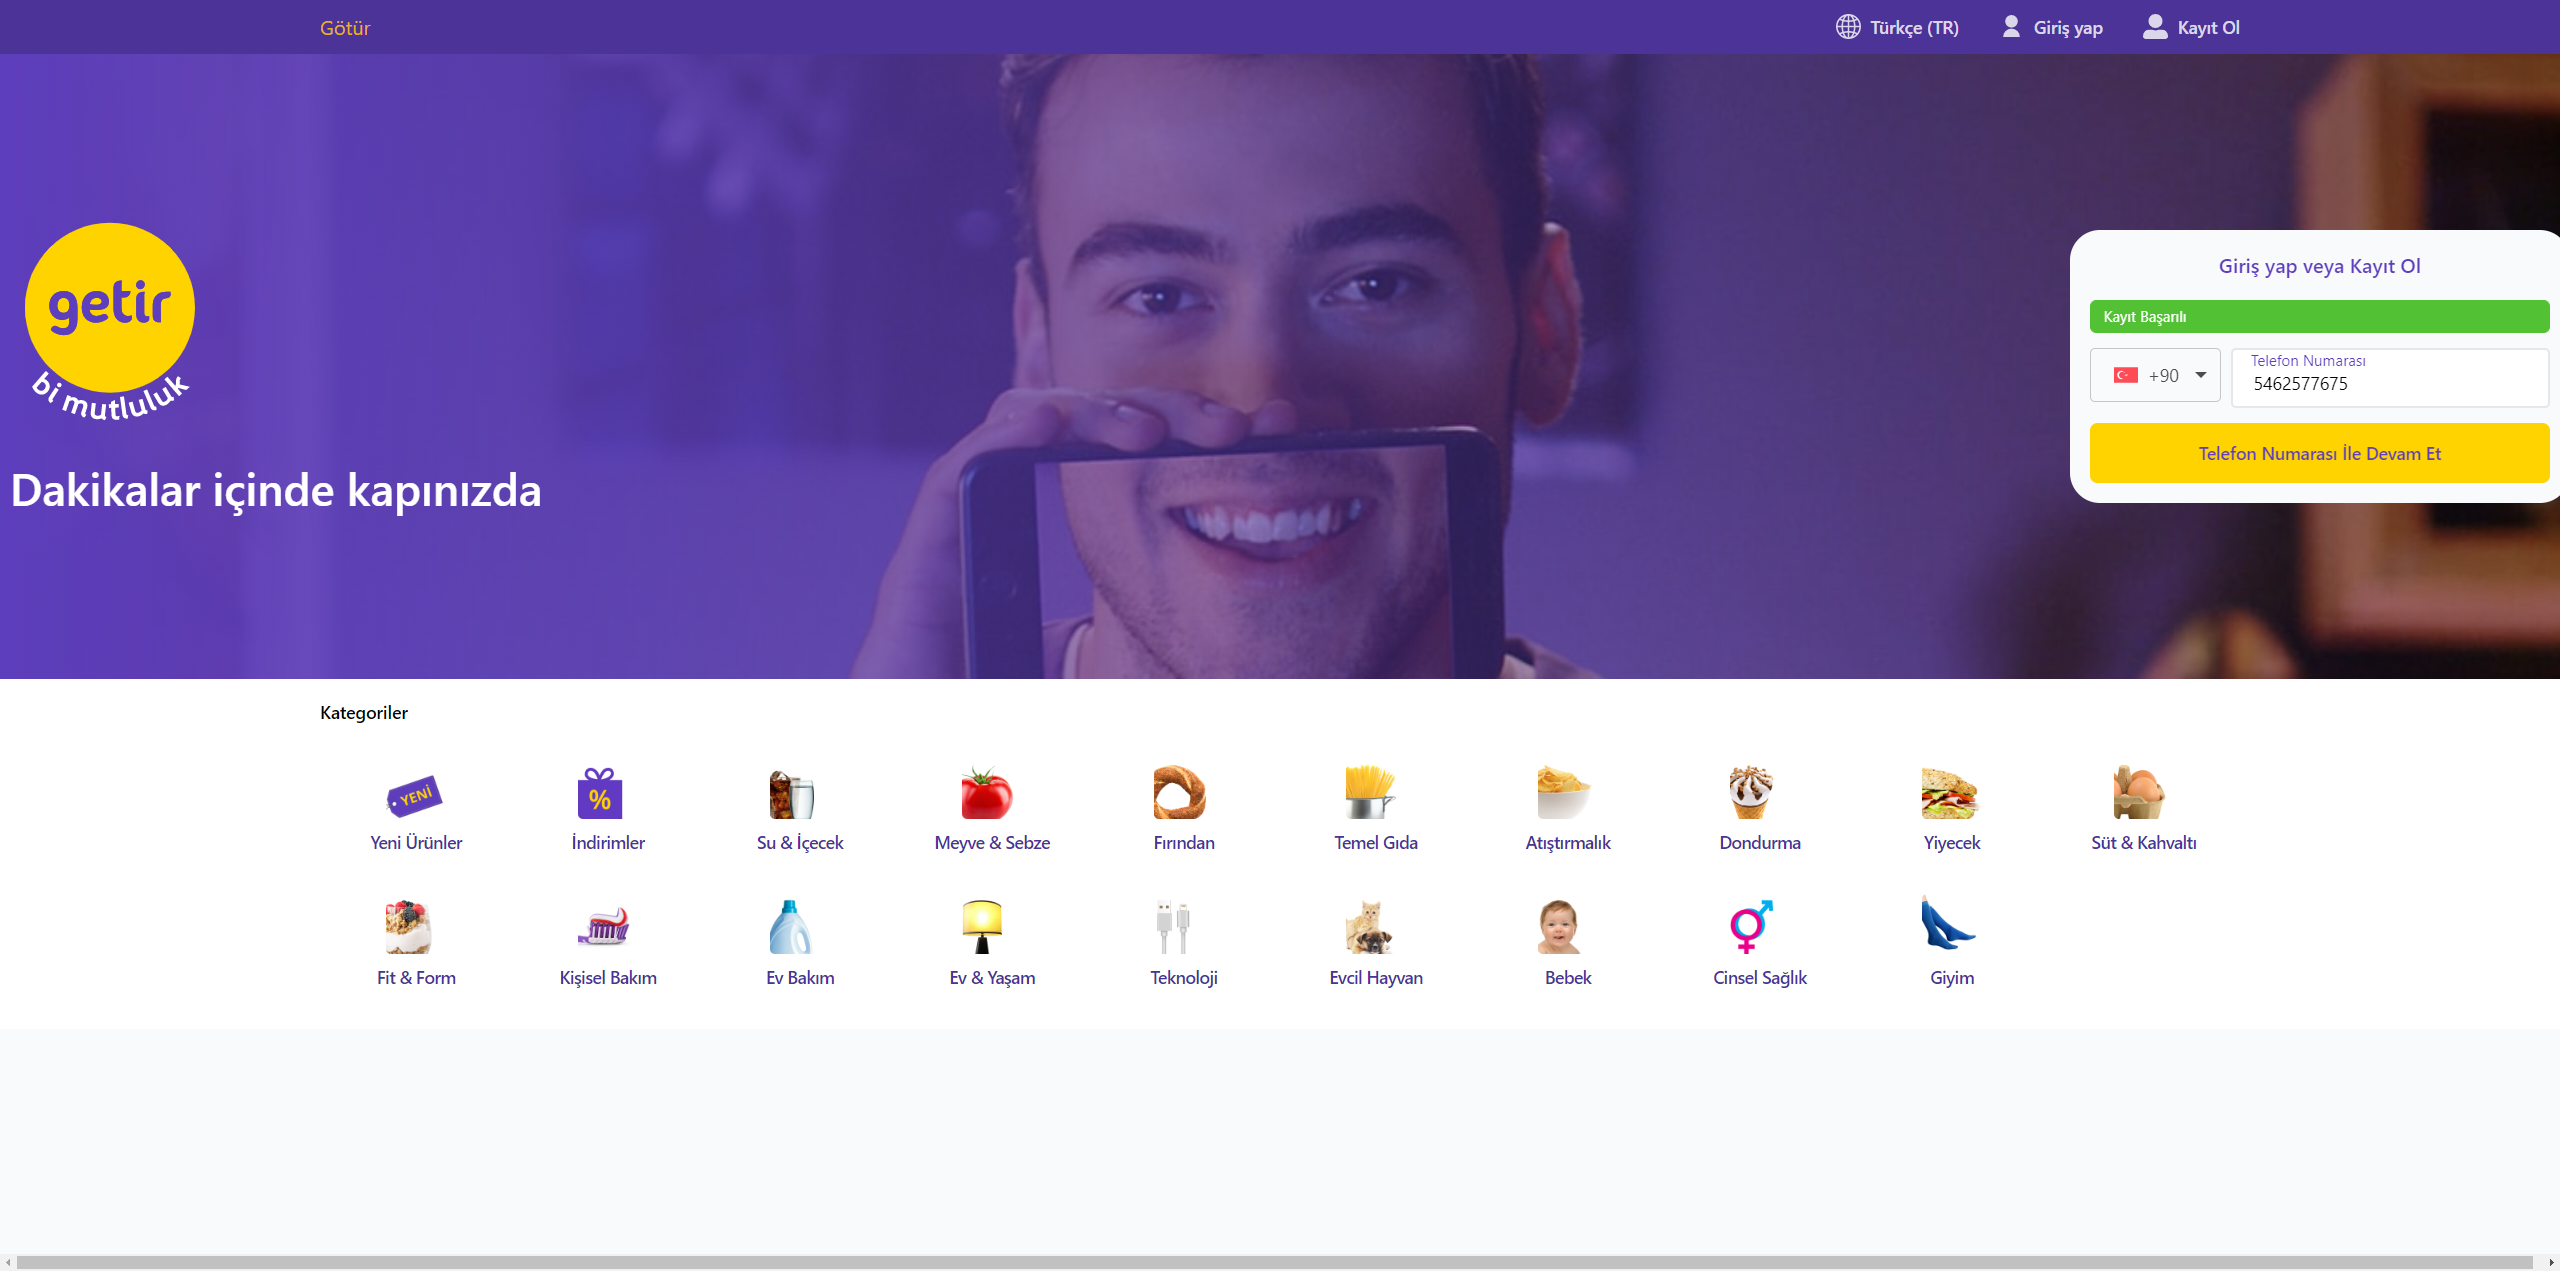 Götür
Türkçe (TR)
Giriş yap
Kayıt Ol
getir
bi mutluluk
Dakikalar içinde kapınızda
Giriş yap veya Kayıt Ol
Kayıt Başarılı
+90
Telefon Numarası
5462577675
Telefon Numarası İle Devam Et
Kategoriler
YENİ
%
Yeni Ürünler
İndirimler
Su & İçecek
Meyve & Sebze
Fırından
Temel Gıda
Atıştırmalık
Dondurma
Yiyecek
Süt & Kahvaltı
Fit & Form
Kişisel Bakım
Ev Bakım
Ev & Yaşam
Teknoloji
Evcil Hayvan
Bebek
Cinsel Sağlık
Giyim